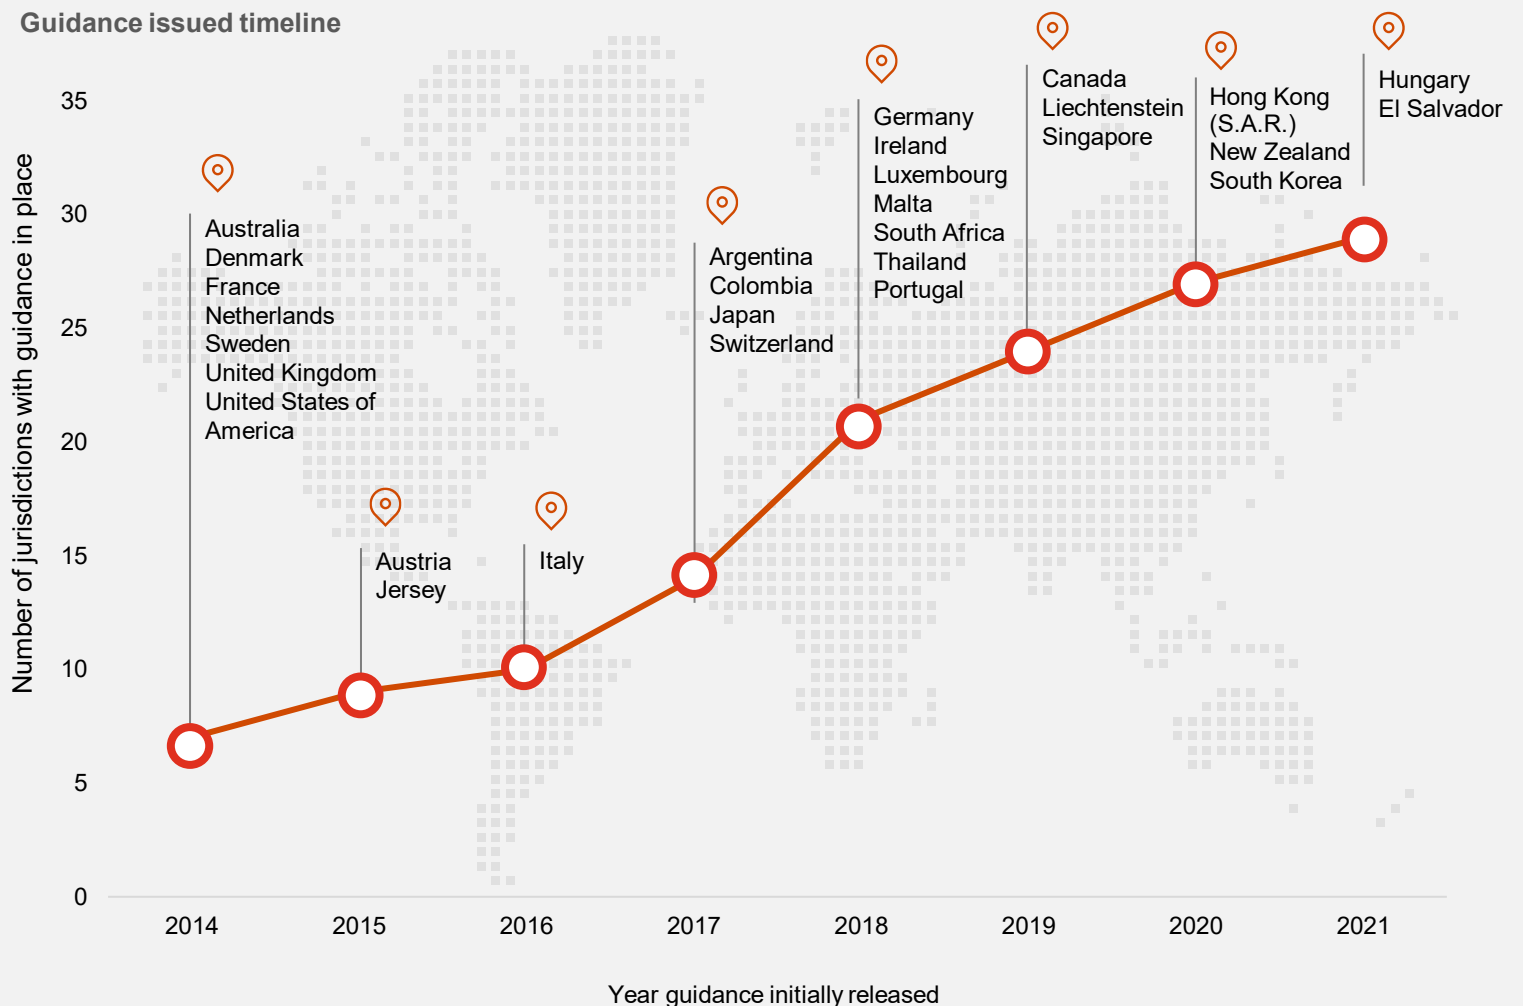 Guidance issued timeline
Number of jurisdictions with guidance in place
35
30
25
20
15
10
5
0
Australia
Denmark
France
Netherlands
Sweden
United Kingdom
United States of
America
Austria
Jersey
Italy
Argentina
Colombia
Japan
Switzerland
Germany
Ireland
Luxembourg
Malta
South Africa
Thailand
Portugal
Canada
Liechtenstein
Singapore
Hong Kong
(S.A.R.)
New Zealand
South Korea
Hungary
El Salvador
2014
2015
2016
2017
2018
2019
2020
2021
Year guidance initially released